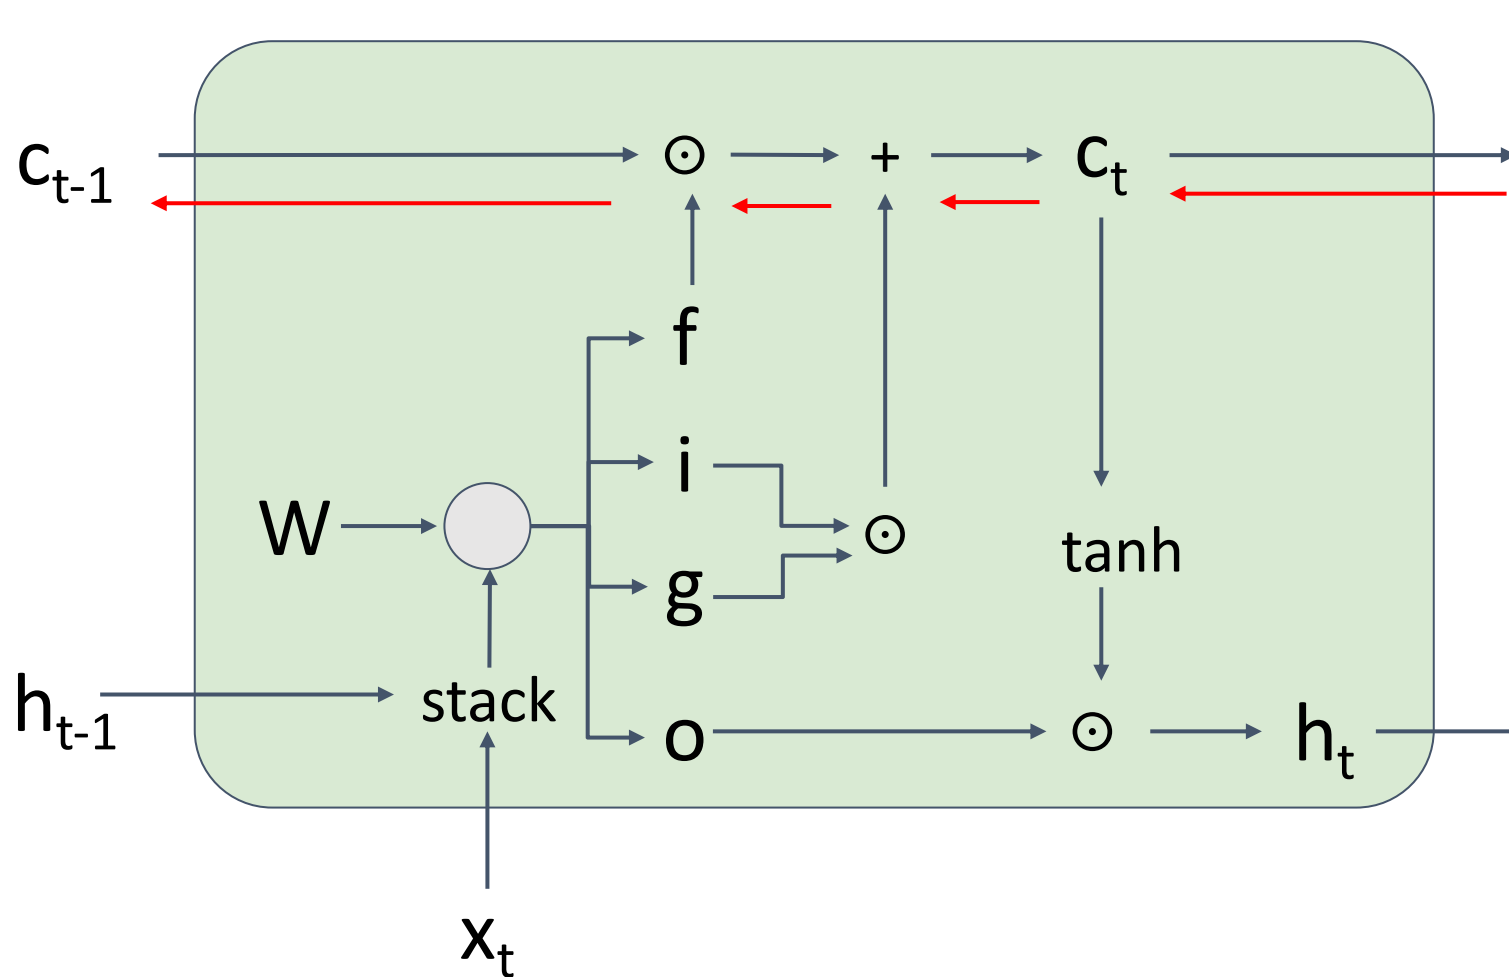 c_{t-1} ⊙ + c_t
f
i
W ⊙
tanh
g
h_{t-1} stack
o ⊙ h_t
x_t